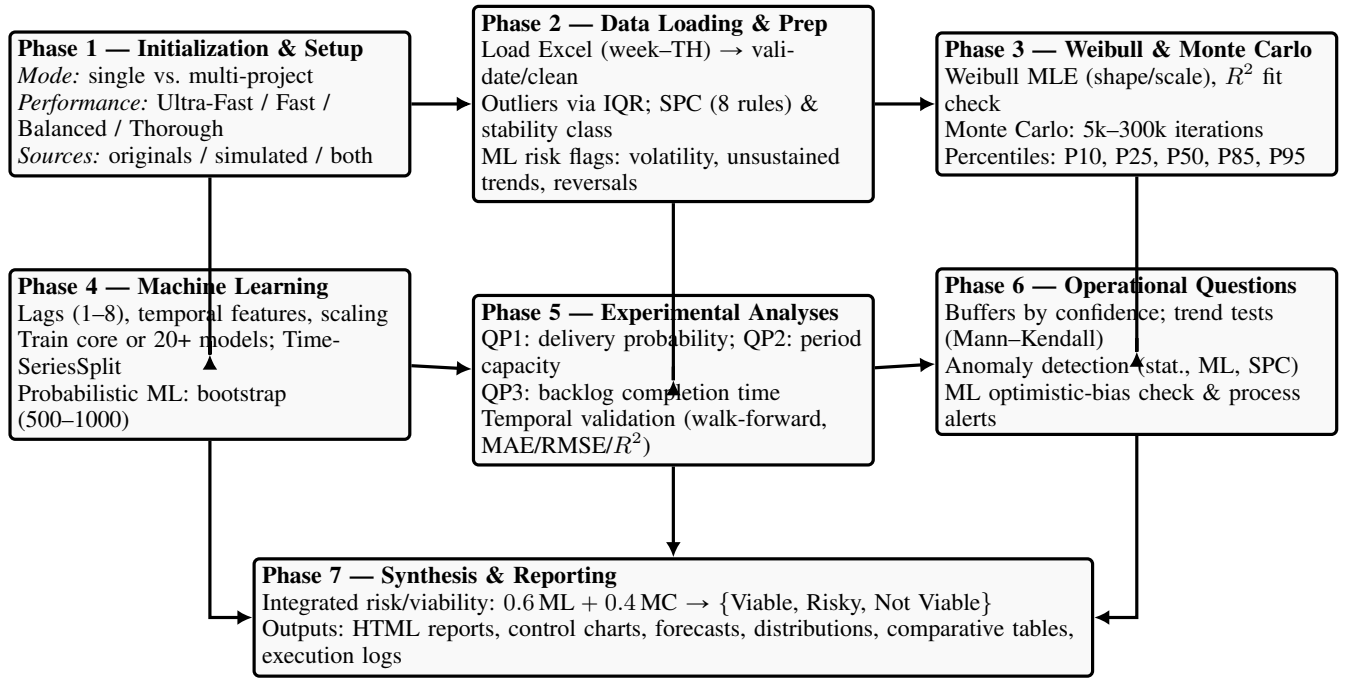 Phase 1 — Initialization & Setup
Mode: single vs. multi-project
Performance: Ultra-Fast / Fast /
Balanced / Thorough
Sources: originals / simulated / both
Phase 2 — Data Loading & Prep
Load Excel (week–TH) → vali-
date/clean
Outliers via IQR; SPC (8 rules) &
stability class
ML risk flags: volatility, unsustained
trends, reversals
Phase 3 — Weibull & Monte Carlo
Weibull MLE (shape/scale), R² fit
check
Monte Carlo: 5k–300k iterations
Percentiles: P10, P25, P50, P85, P95
Phase 4 — Machine Learning
Lags (1–8), temporal features, scaling
Train core or 20+ models; Time-
SeriesSplit
Probabilistic ML: bootstrap
(500–1000)
Phase 5 — Experimental Analyses
QP1: delivery probability; QP2: period
capacity
QP3: backlog completion time
Temporal validation (walk-forward,
MAE/RMSE/R²)
Phase 6 — Operational Questions
Buffers by confidence; trend tests
(Mann–Kendall)
Anomaly detection (stat., ML, SPC)
ML optimistic-bias check & process
alerts
Phase 7 — Synthesis & Reporting
Integrated risk/viability: 0.6 ML + 0.4 MC → {Viable, Risky, Not Viable}
Outputs: HTML reports, control charts, forecasts, distributions, comparative tables,
execution logs